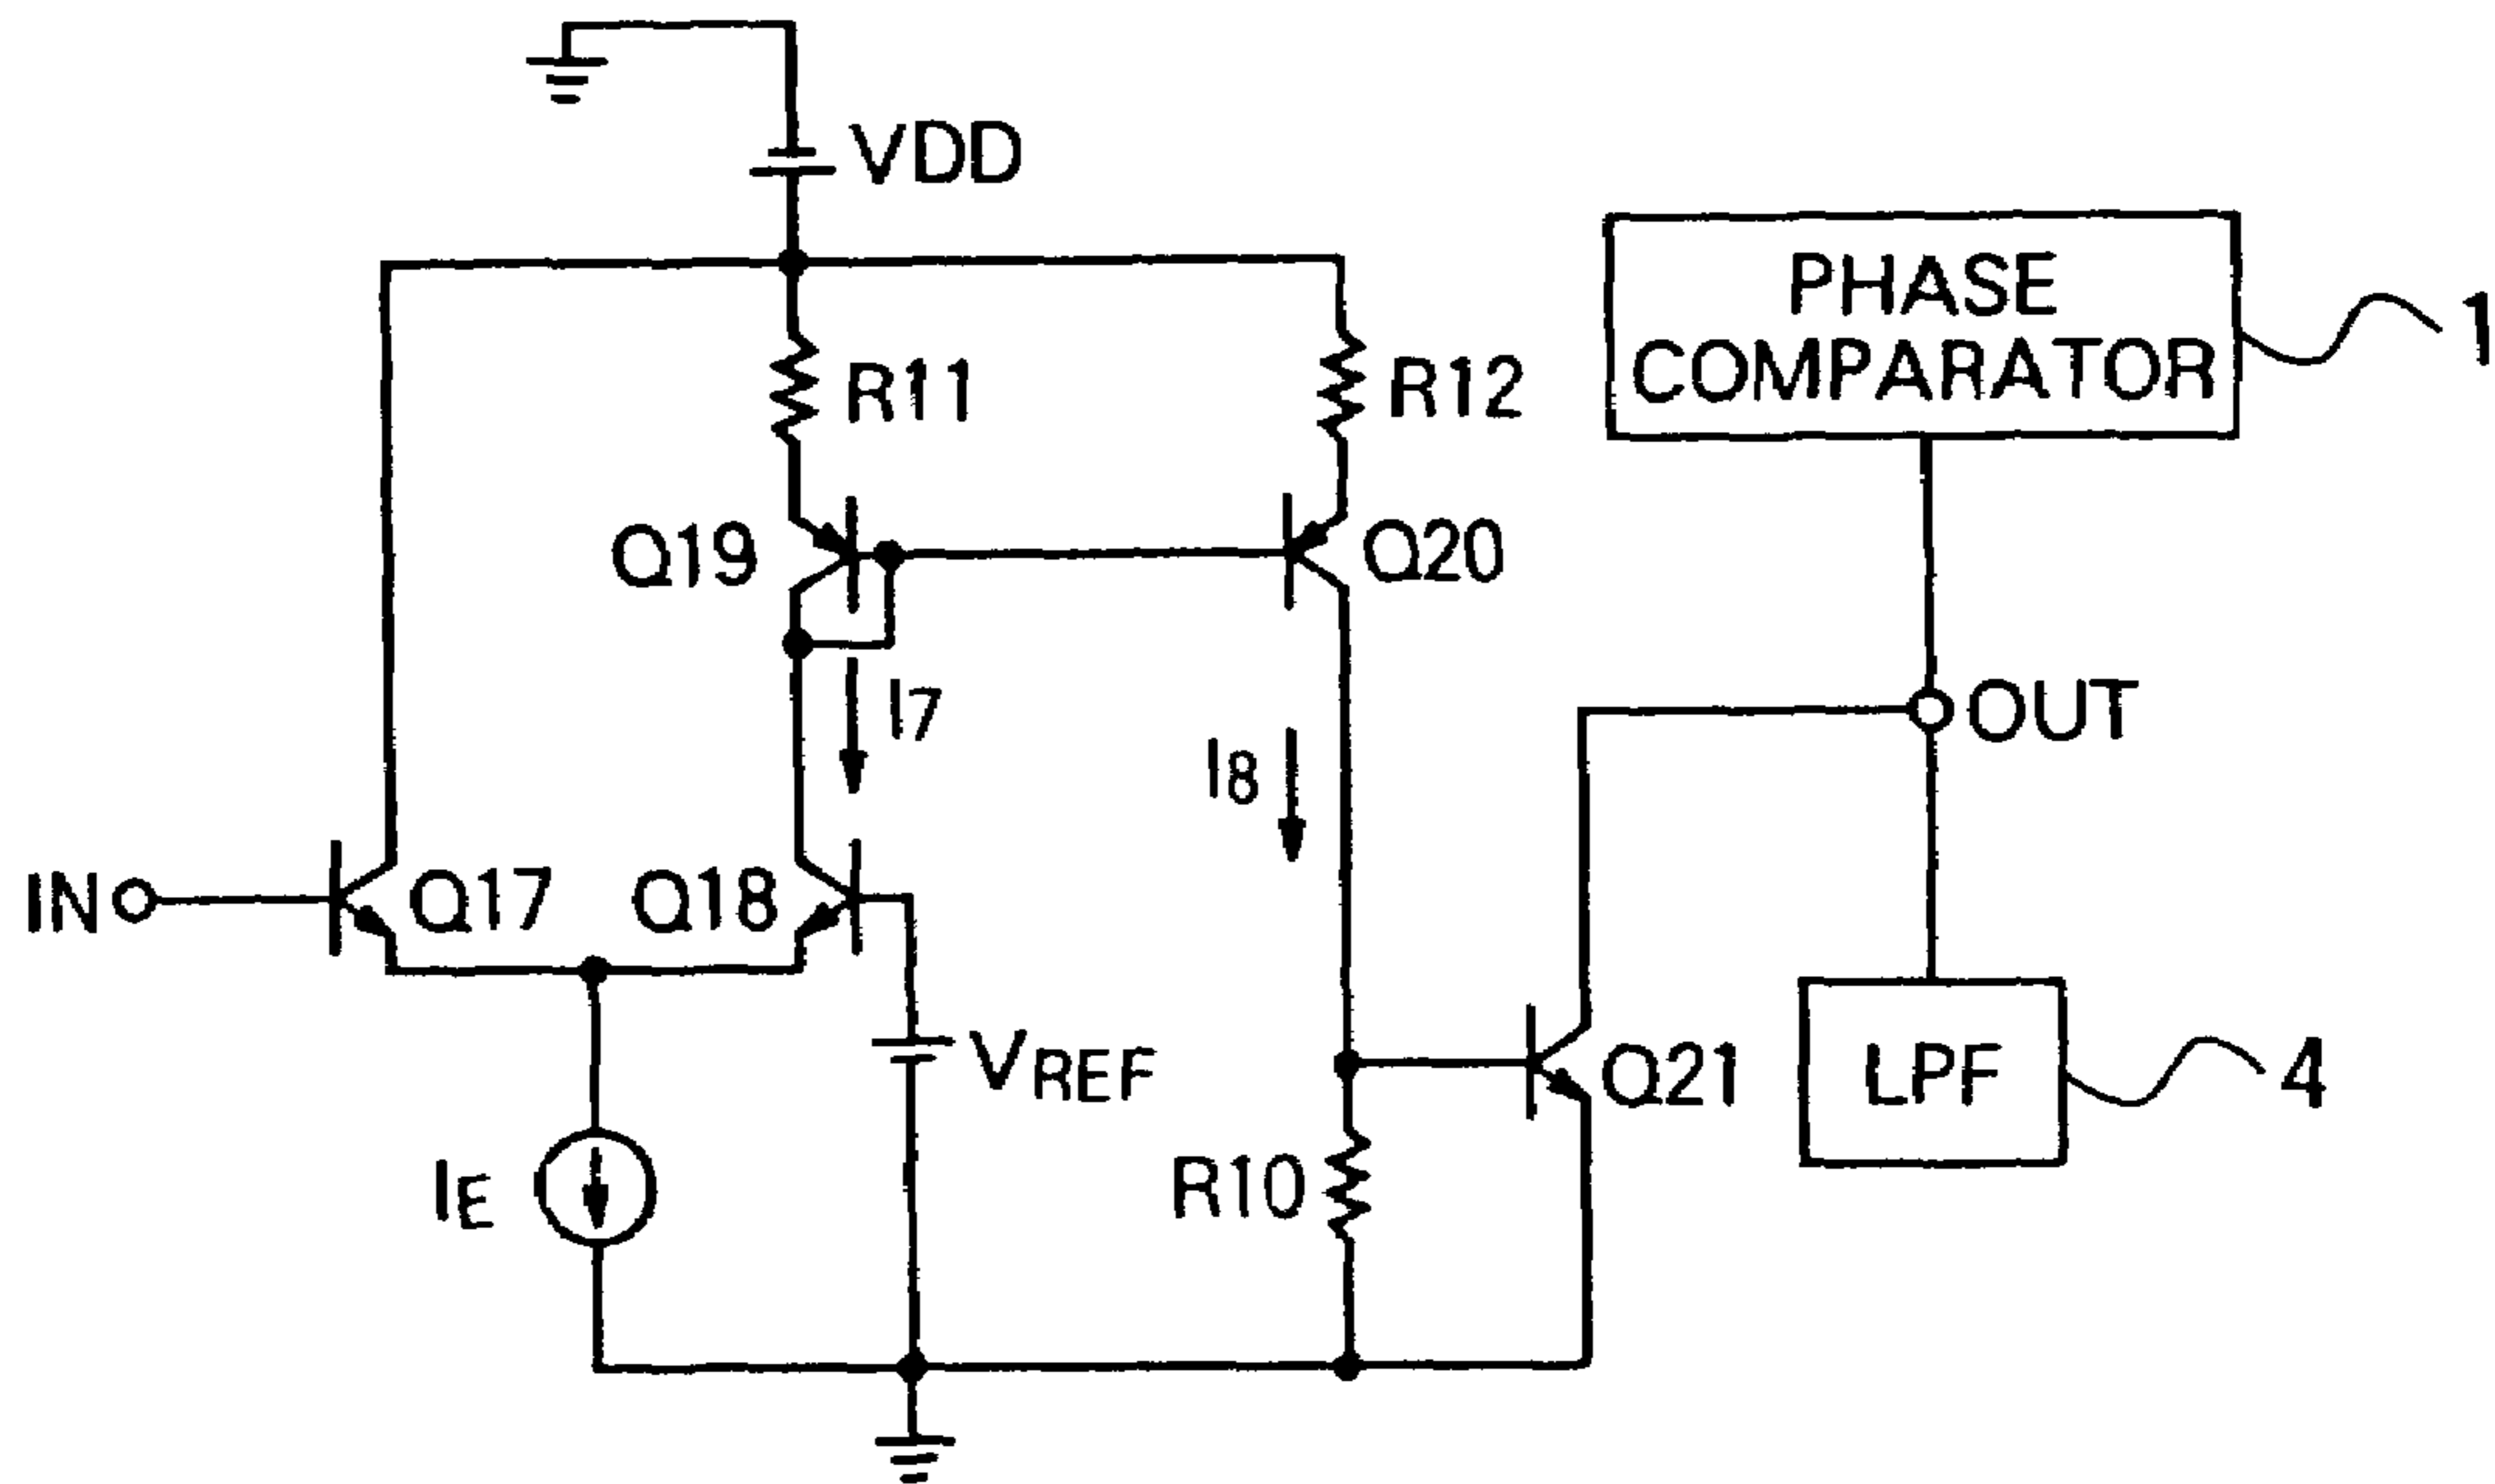 VDD
PHASE
COMPARATOR
1
R11
R12
Q19
Q20
I7
OUT
I8
IN
Q17
Q18
VREF
Q21
LPF
4
IE
R10